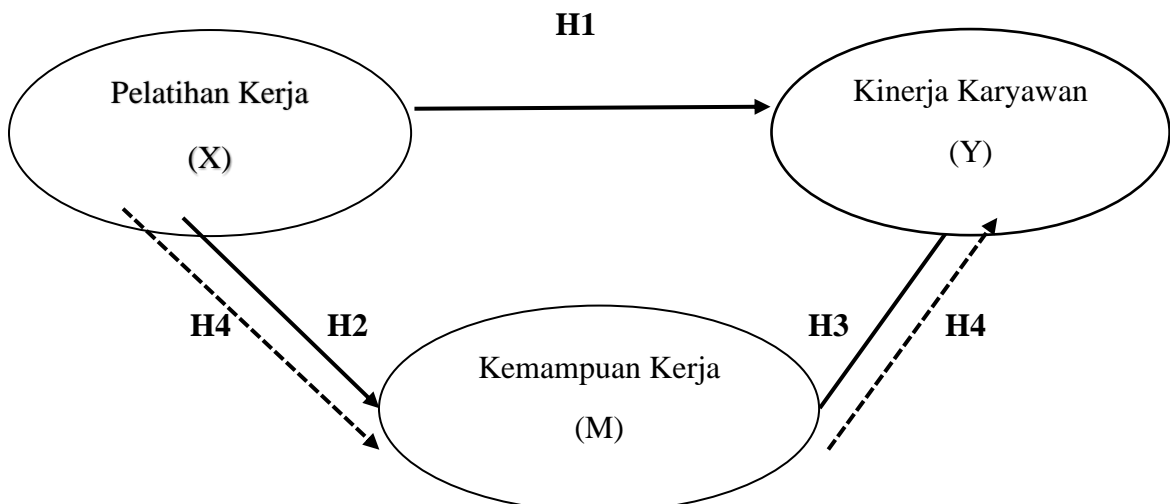 H1
Pelatihan Kerja
(X)
Kinerja Karyawan
(Y)
H4
H2
H3
H4
Kemampuan Kerja
(M)